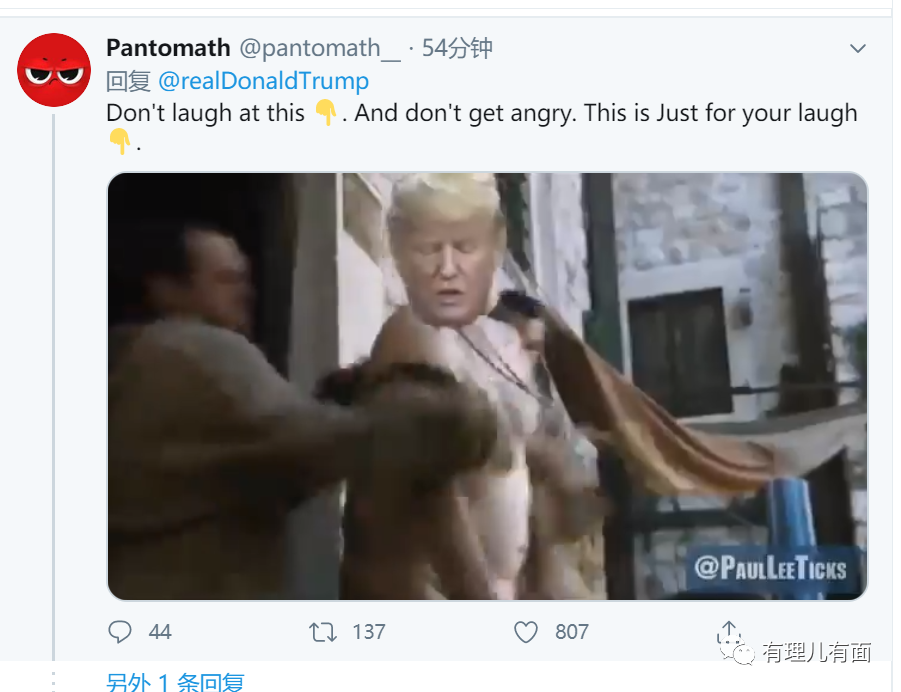 Pantomath @pantomath__ · 54分钟
回复 @realDonaldTrump
Don't laugh at this 👇. And don't get angry. This is Just for your laugh
👇.
@PAULLEETICKS
44 137 807
有理儿有面
另外 1 条回复